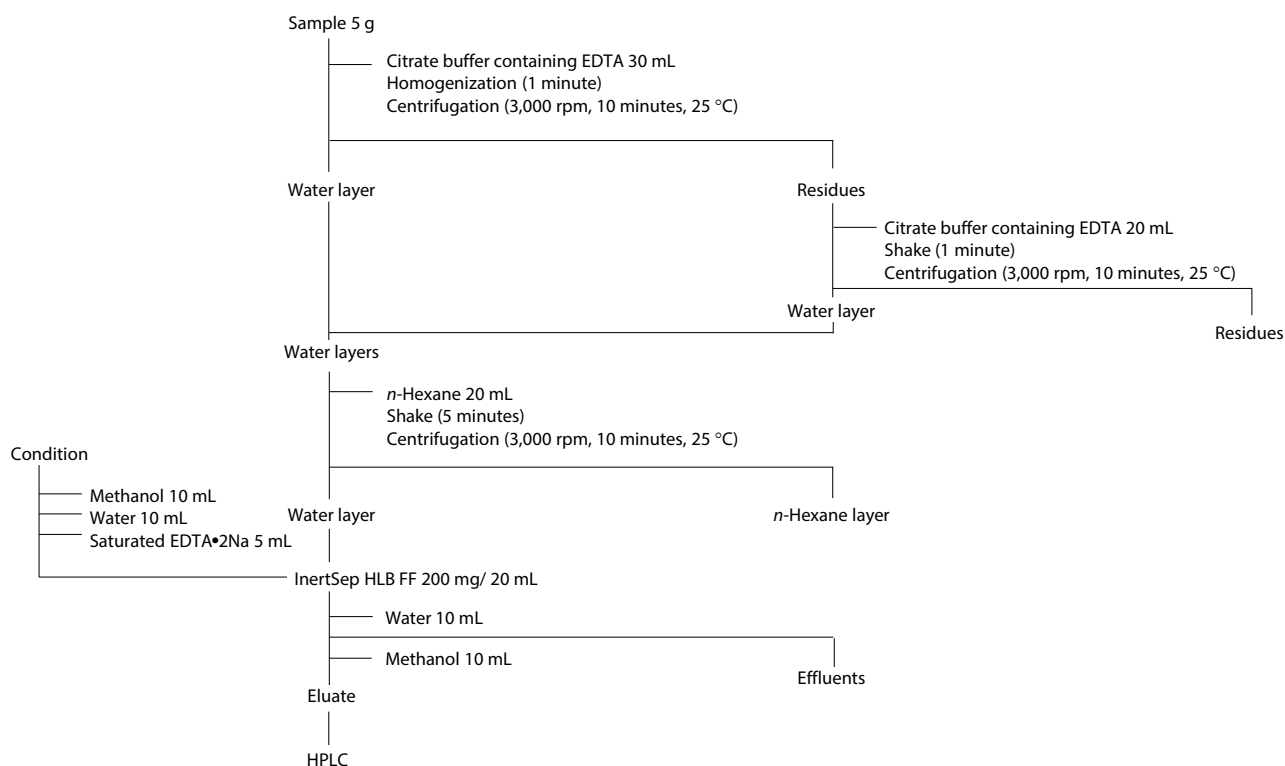 Sample 5 g
Citrate buffer containing EDTA 30 mL
Homogenization (1 minute)
Centrifugation (3,000 rpm, 10 minutes, 25 °C)
Water layer
Residues
Citrate buffer containing EDTA 20 mL
Shake (1 minute)
Centrifugation (3,000 rpm, 10 minutes, 25 °C)
Water layer
Residues
Water layers
n-Hexane 20 mL
Shake (5 minutes)
Centrifugation (3,000 rpm, 10 minutes, 25 °C)
Condition
Methanol 10 mL
Water 10 mL
Saturated EDTA•2Na 5 mL
Water layer
n-Hexane layer
InertSep HLB FF 200 mg/ 20 mL
Water 10 mL
Methanol 10 mL
Effluents
Eluate
HPLC